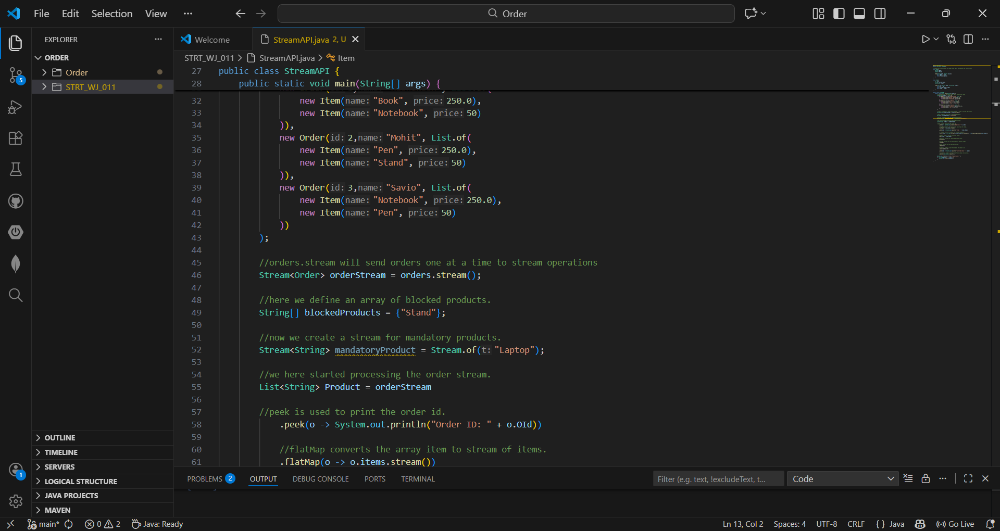 File Edit Selection View ··· Order
EXPLORER ···
Welcome
StreamAPI.java 2, U
ORDER
Order
STRT_WJ_011
STRT_WJ_011 > StreamAPI.java > Item
27 public class StreamAPI {
28 public static void main(String[] args) {
32 new Item(name: "Book", price: 250.0),
33 new Item(name: "Notebook", price: 50)
34 )),
35 new Order(id: 2,name: "Mohit", List.of(
36 new Item(name: "Pen", price: 250.0),
37 new Item(name: "Stand", price: 50)
38 )),
39 new Order(id: 3,name: "Savio", List.of(
40 new Item(name: "Notebook", price: 250.0),
41 new Item(name: "Pen", price: 50)
42 ))
43 );
44
45 //orders.stream will send orders one at a time to stream operations
46 Stream<Order> orderStream = orders.stream();
47
48 //here we define an array of blocked products.
49 String[] blockedProducts = {"Stand"};
50
51 //now we create a stream for mandatory products.
52 Stream<String> mandatoryProduct = Stream.of(t: "Laptop");
53
54 //we here started processing the order stream.
55 List<String> Product = orderStream
56
57 //peek is used to print the order id.
58 .peek(o -> System.out.println("Order ID: " + o.OId))
59
60 //flatMap converts the array item to stream of items.
61 .flatMap(o -> o.items.stream())
OUTLINE
TIMELINE
SERVERS
LOGICAL STRUCTURE
JAVA PROJECTS
MAVEN
5
1
PROBLEMS 2 OUTPUT DEBUG CONSOLE PORTS TERMINAL
Filter (e.g. text, !excludeText, t...
Code
main* 0 2 Java: Ready
Ln 13, Col 2 Spaces: 4 UTF-8 CRLF {} Java Go Live